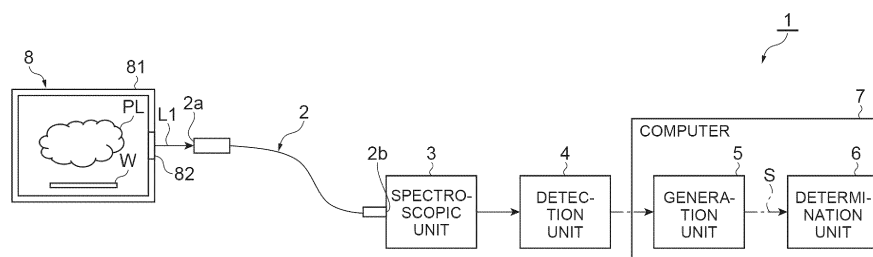 1
8
81
PL
L1
2a
2
W
82
7
COMPUTER
2b
3
4
5
S
6
SPECTRO-
SCOPIC
UNIT
DETEC-
TION
UNIT
GENERA-
TION
UNIT
DETERMI-
NATION
UNIT